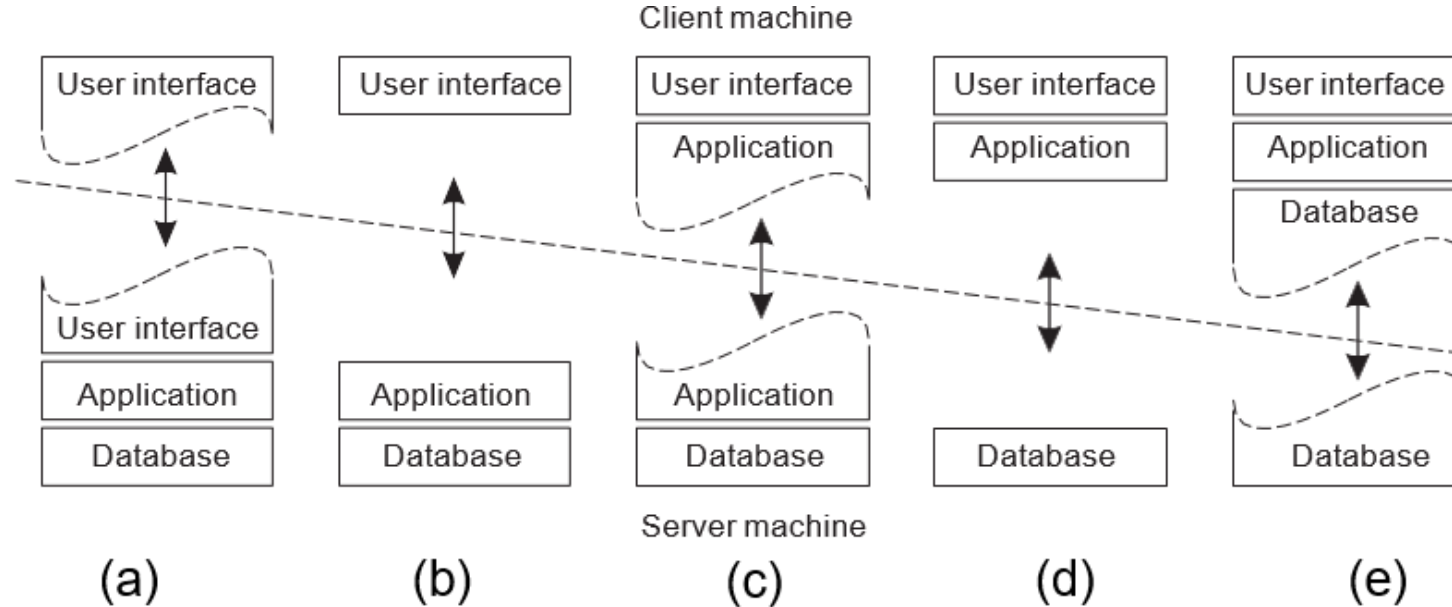 Client machine
User interface User interface User interface User interface User interface
Application Application Application
Database
User interface
Application Application Application
Database Database Database Database Database
Server machine
(a) (b) (c) (d) (e)